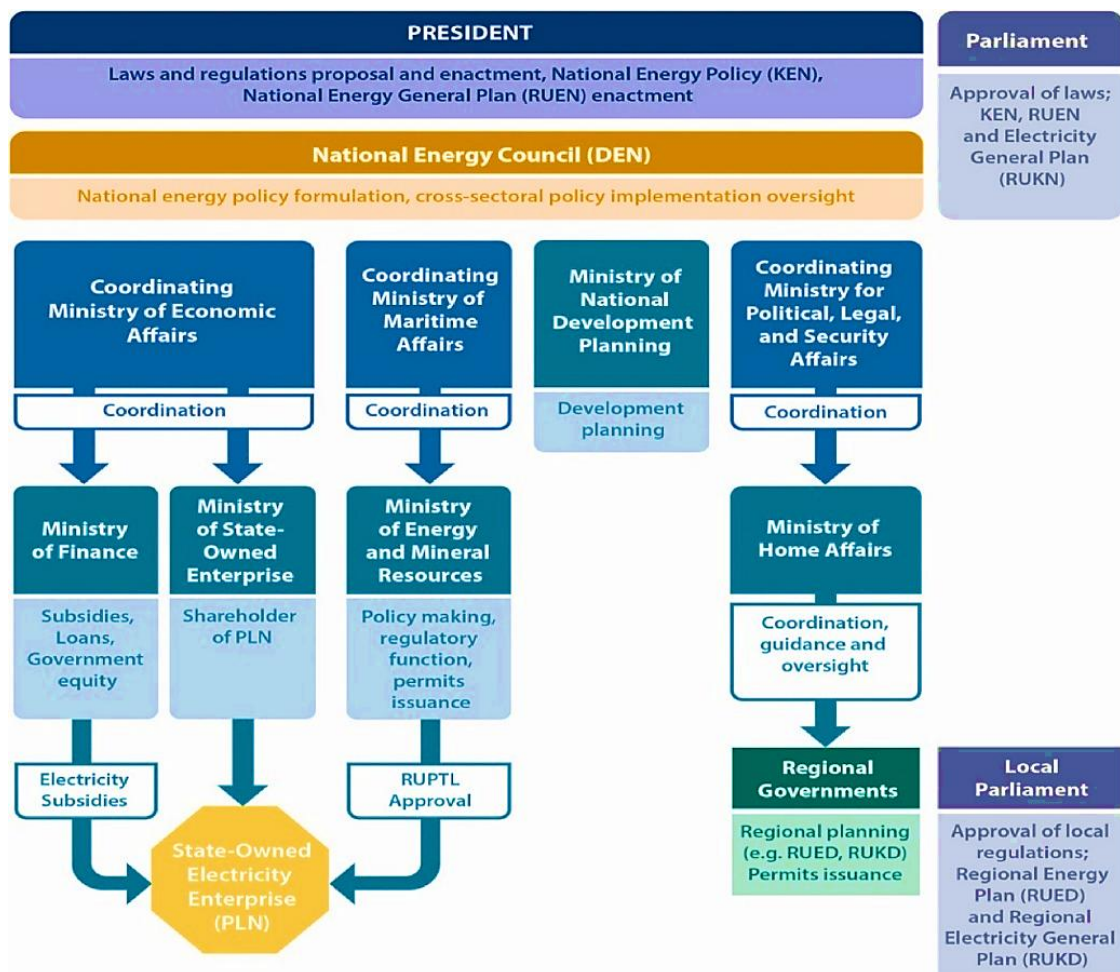 PRESIDENT
Laws and regulations proposal and enactment, National Energy Policy (KEN),
National Energy General Plan (RUEN) enactment
Parliament
Approval of laws;
KEN, RUEN
and Electricity
General Plan
(RUKN)
National Energy Council (DEN)
National energy policy formulation, cross-sectoral policy implementation oversight
Coordinating
Ministry of Economic
Affairs
Coordination
Coordinating
Ministry of
Maritime
Affairs
Coordination
Ministry of
National
Development
Planning
Development
planning
Coordinating
Ministry for
Political, Legal,
and Security
Affairs
Coordination
Ministry
of Finance
Subsidies,
Loans,
Government
equity
Ministry
of State-
Owned
Enterprise
Shareholder
of PLN
Ministry
of Energy
and Mineral
Resources
Policy making,
regulatory
function,
permits
issuance
Ministry of
Home Affairs
Coordination,
guidance and
oversight
Electricity
Subsidies
RUPTL
Approval
State-Owned
Electricity
Enterprise
(PLN)
Regional
Governments
Regional planning
(e.g. RUED, RUKD)
Permits issuance
Local
Parliament
Approval of local
regulations;
Regional Energy
Plan (RUED)
and Regional
Electricity General
Plan (RUKD)